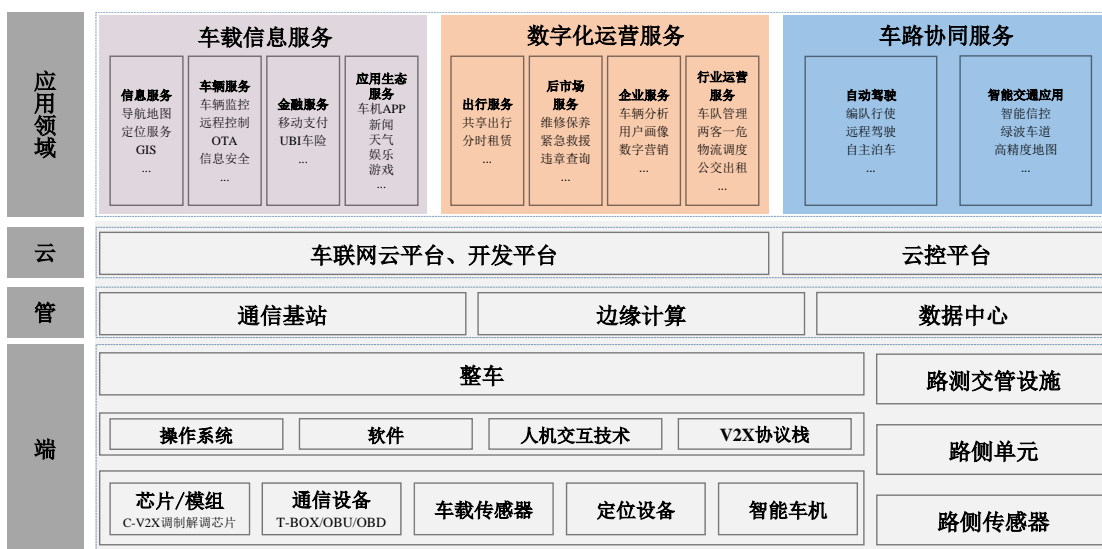 应用领域
车载信息服务
信息服务
导航地图
定位服务
GIS
...
车辆服务
车辆监控
远程控制
OTA
信息安全
...
金融服务
移动支付
UBI车险
...
应用生态
服务
车机APP
新闻
天气
娱乐
游戏
...
数字化运营服务
出行服务
共享出行
分时租赁
...
后市场
服务
维修保养
紧急救援
违章查询
...
企业服务
车辆分析
用户画像
数字营销
...
行业运营
服务
车队管理
两客一危
物流调度
公交出租
...
车路协同服务
自动驾驶
编队行使
远程驾驶
自主泊车
...
智能交通应用
智能信控
绿波车道
高精度地图
...
云
车联网云平台、开发平台
云控平台
管
通信基站
边缘计算
数据中心
端
整车
操作系统
软件
人机交互技术
V2X协议栈
芯片/模组
C-V2X调制解调芯片
通信设备
T-BOX/OBU/OBD
车载传感器
定位设备
智能车机
路测交管设施
路侧单元
路侧传感器